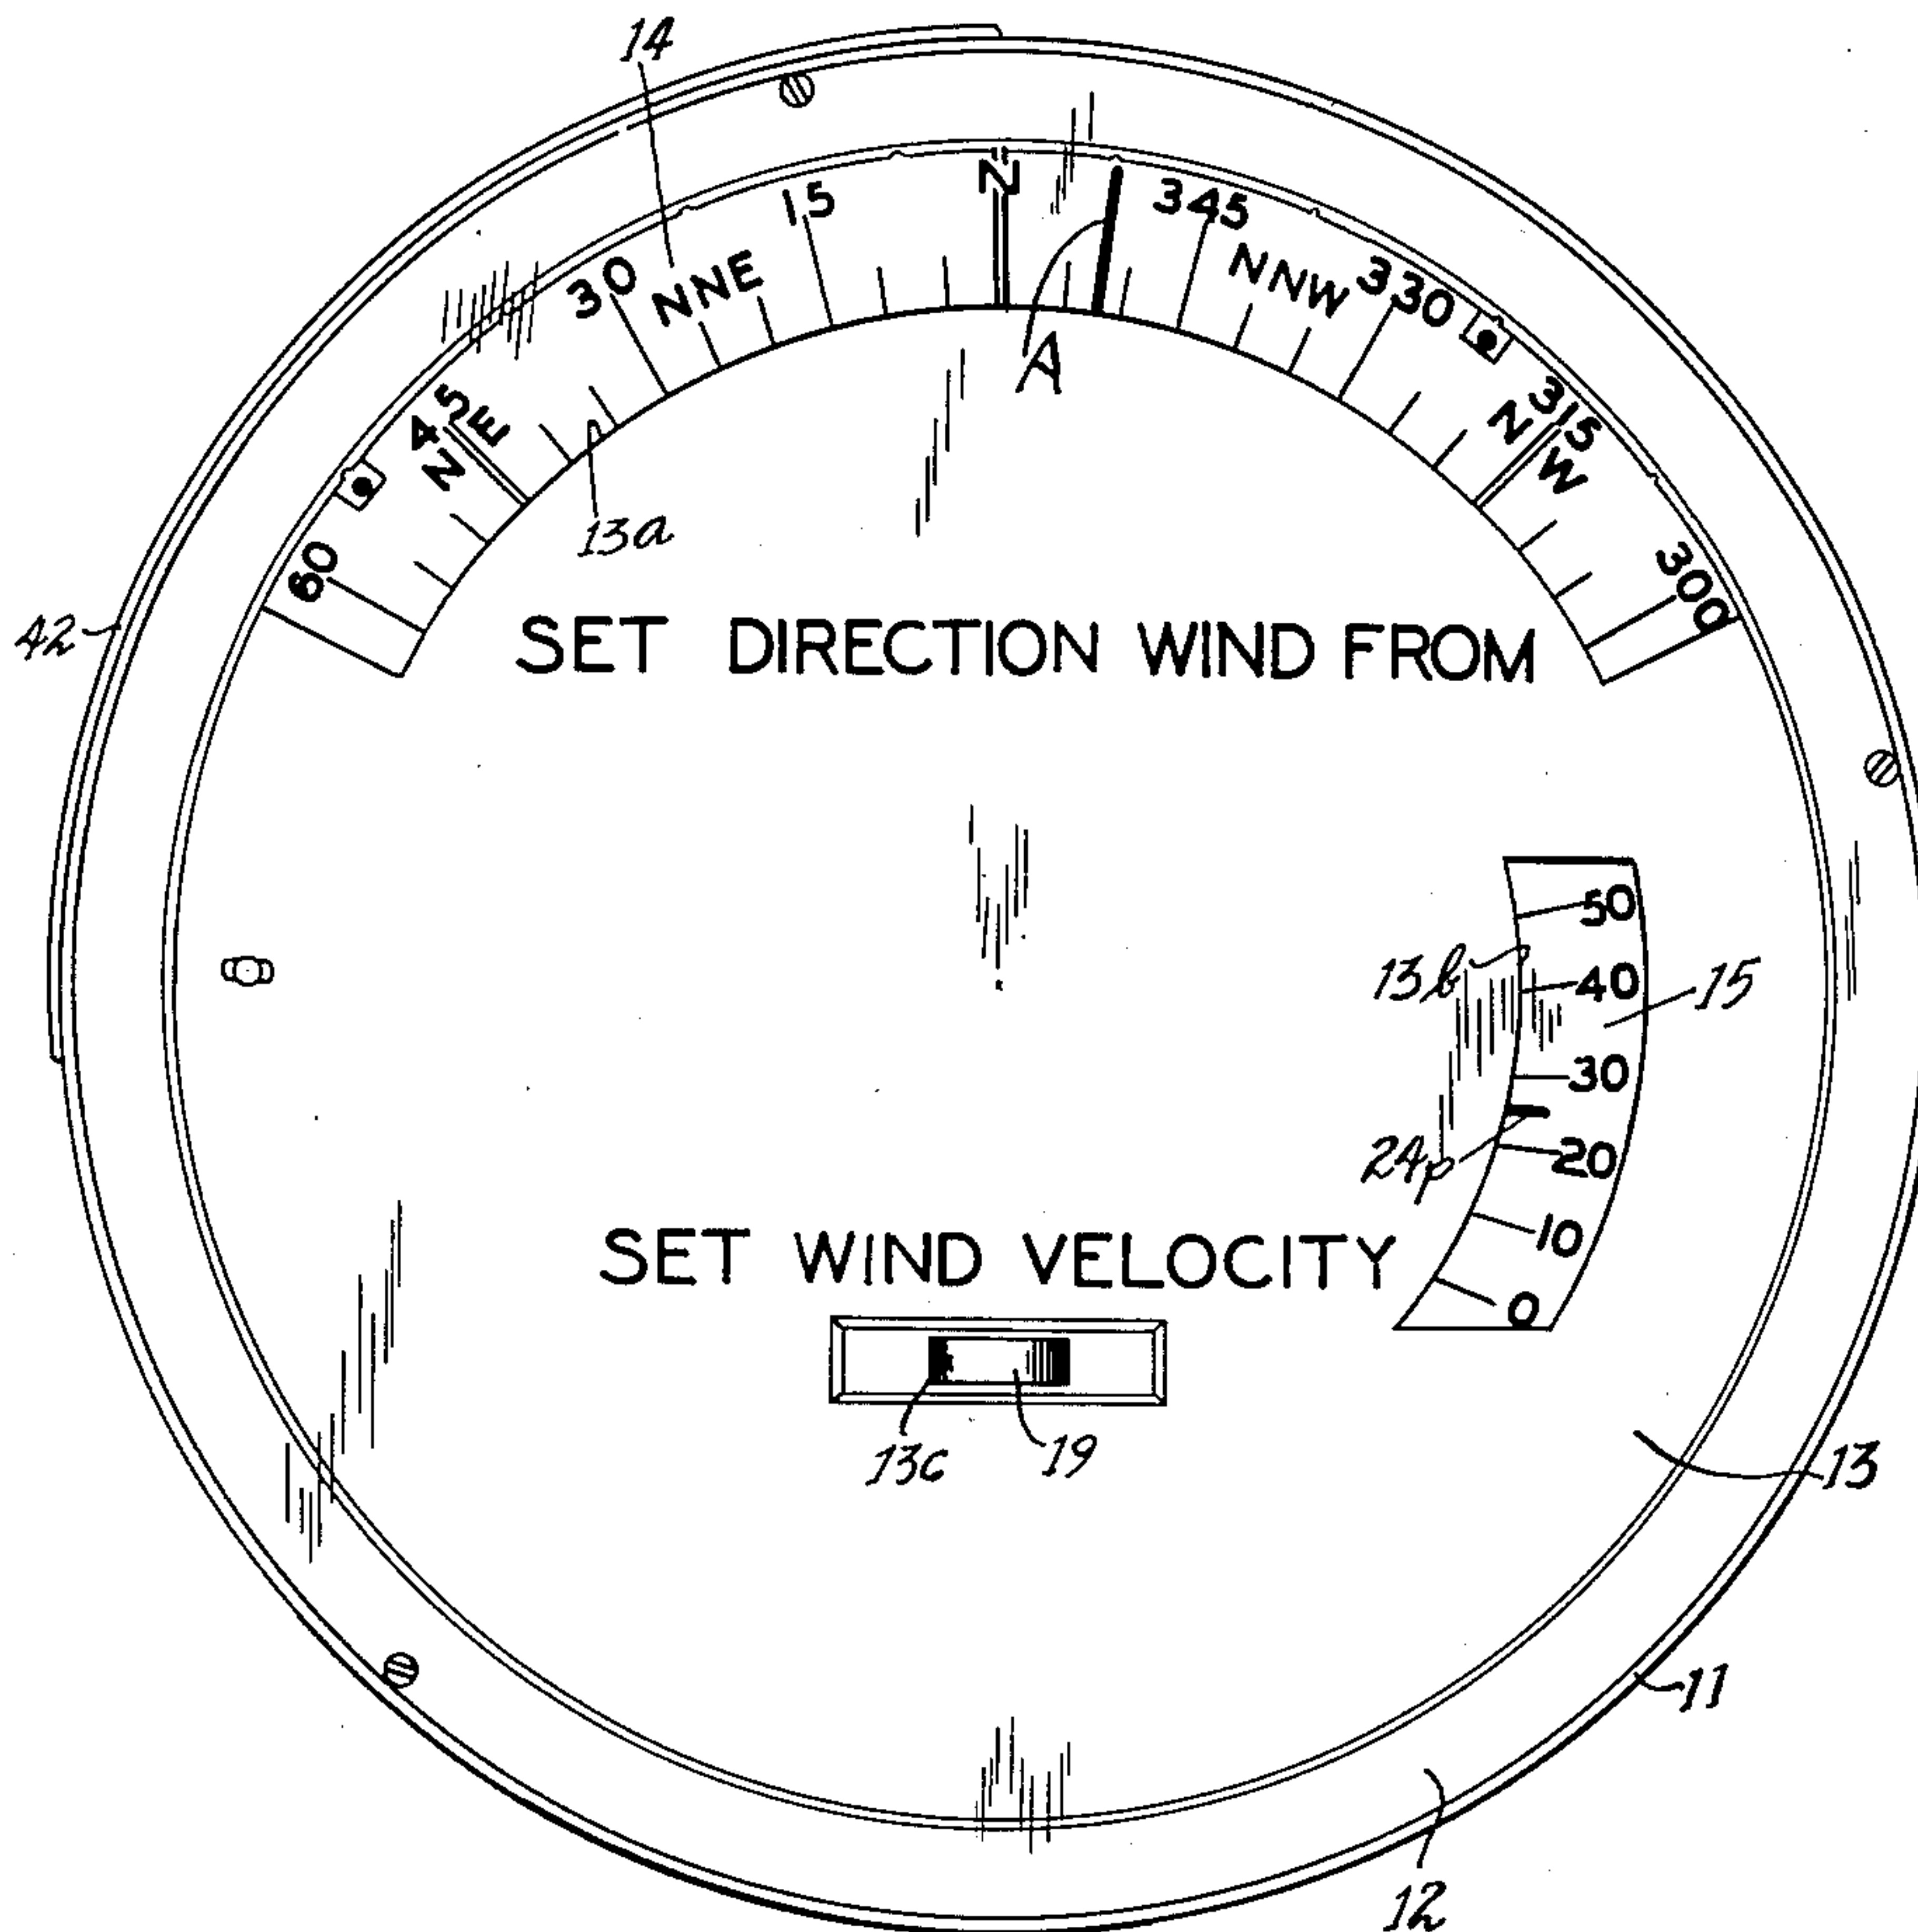 14
N
15
345
30
NNE
NNW
330
A
45
NE
315
NW
13a
60
300
42
SET DIRECTION WIND FROM
50
13b
40
15
30
24p
20
10
SET WIND VELOCITY
0
13c
19
13
11
12